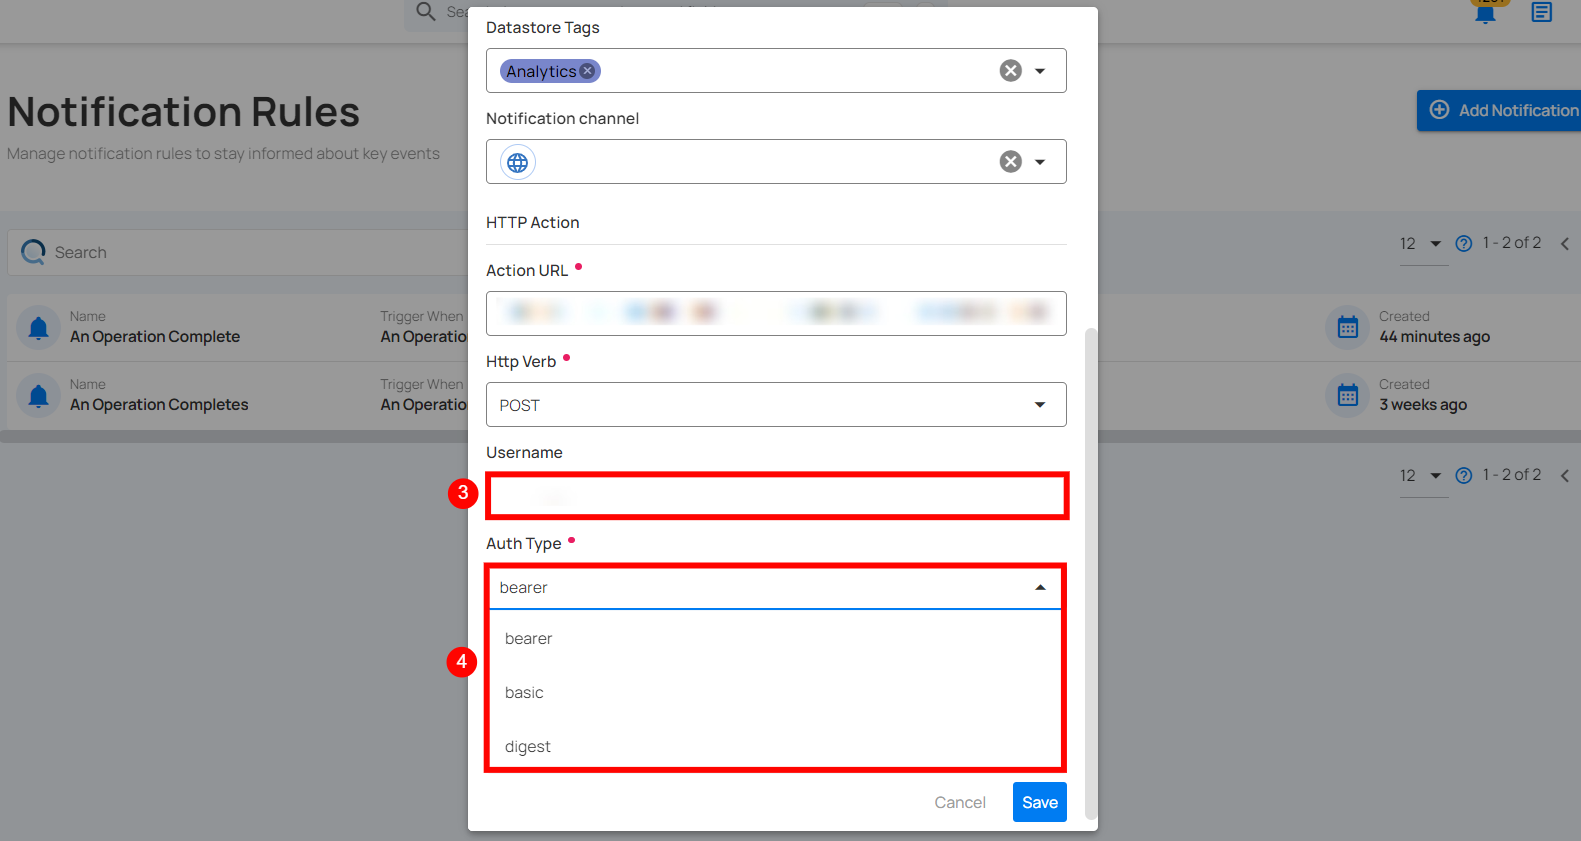 Datastore Tags
Analytics
Notification Rules
Add Notification
Manage notification rules to stay informed about key events
Notification channel
HTTP Action
Search
12
1 - 2 of 2
Action URL
Name
An Operation Complete
Trigger When
An Operatio
Created
44 minutes ago
Http Verb
Name
An Operation Completes
Trigger When
An Operatio
Created
3 weeks ago
POST
Username
12
1 - 2 of 2
3
Auth Type
bearer
bearer
4
basic
digest
Cancel
Save